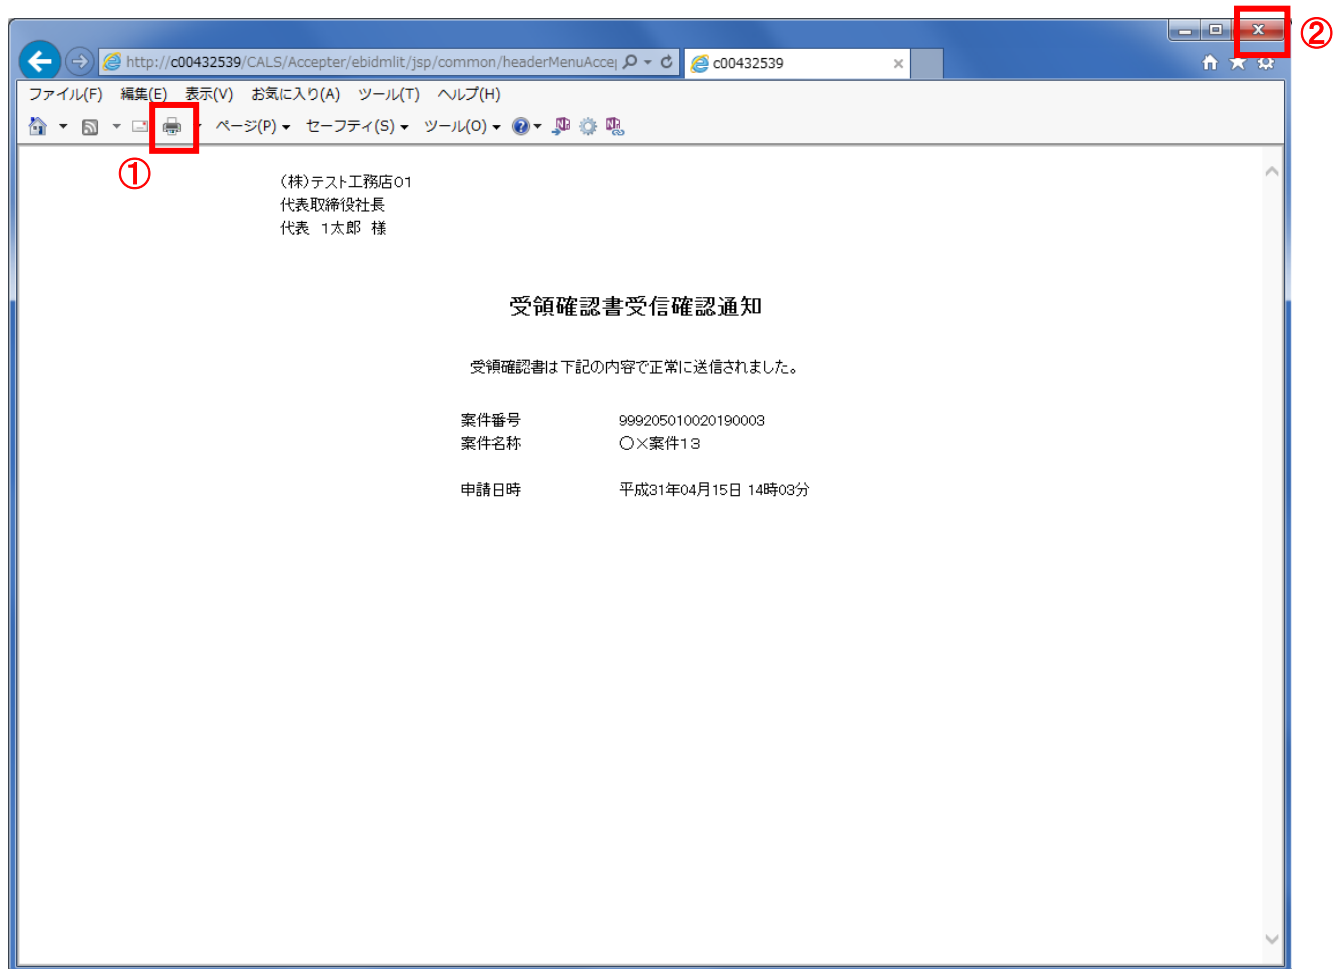 ②
http://c00432539/CALS/Accepter/ebidmlit/jsp/common/headerMenuAccep
c00432539
ファイル(F) 編集(E) 表示(V) お気に入り(A) ツール(T) ヘルプ(H)
ページ(P) セーフティ(S) ツール(O)
①
(株)テスト工務店01
代表取締役社長
代表 1太郎 様
受領確認書受信確認通知
受領確認書は下記の内容で正常に送信されました。
案件番号 999205010020190003
案件名称 〇×案件13
申請日時 平成31年04月15日 14時03分